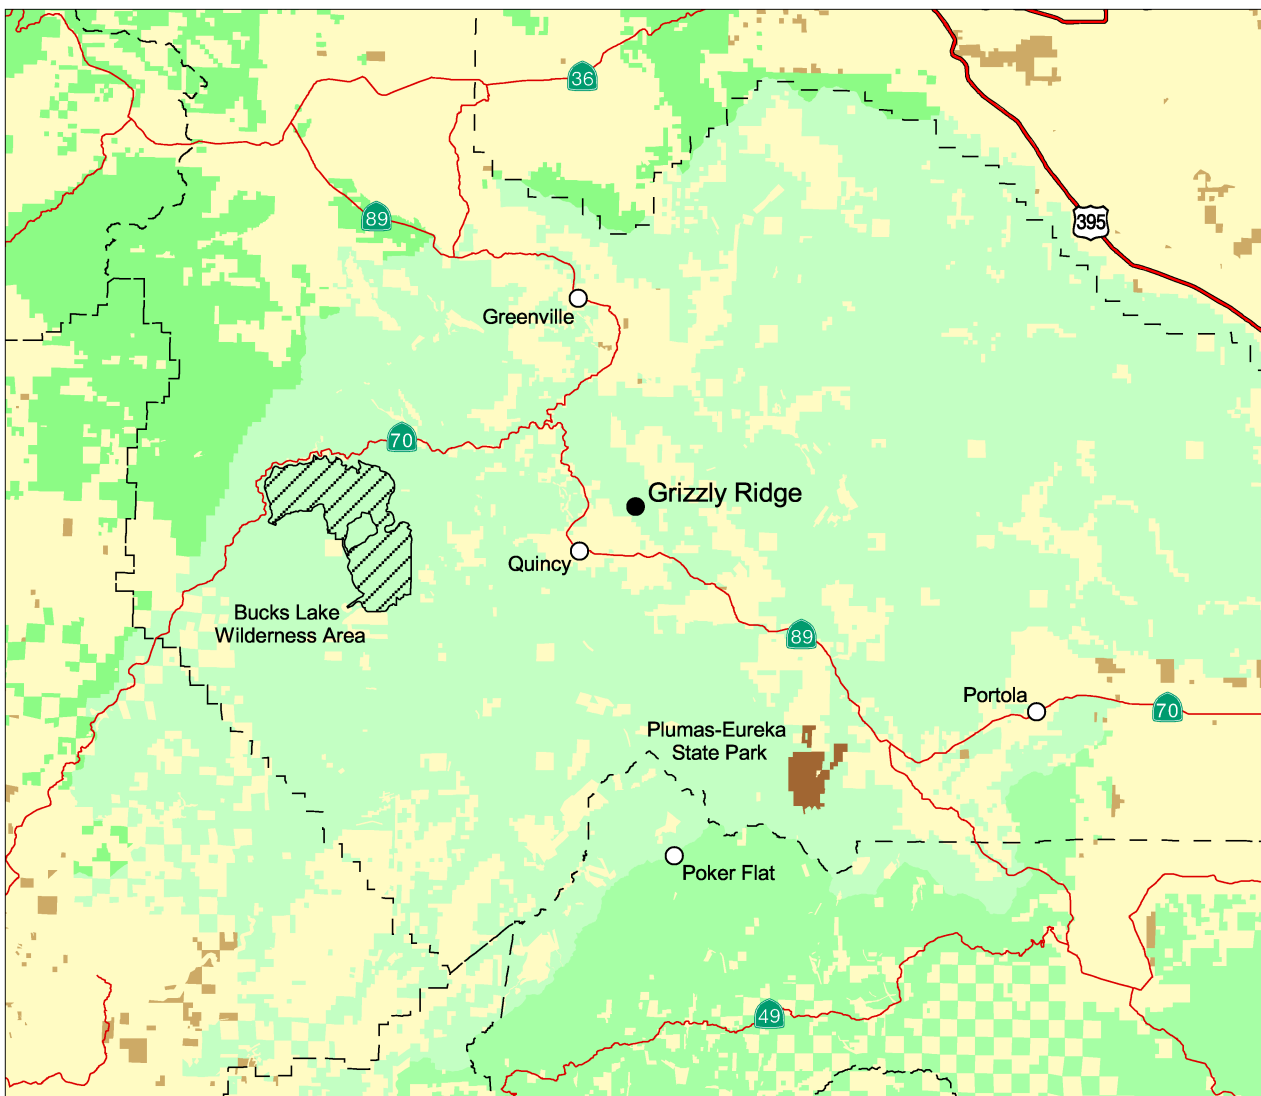 36
89
395
Greenville
70
Grizzly Ridge
Quincy
Bucks Lake
Wilderness Area
89
Portola
70
Plumas-Eureka
State Park
Poker Flat
49